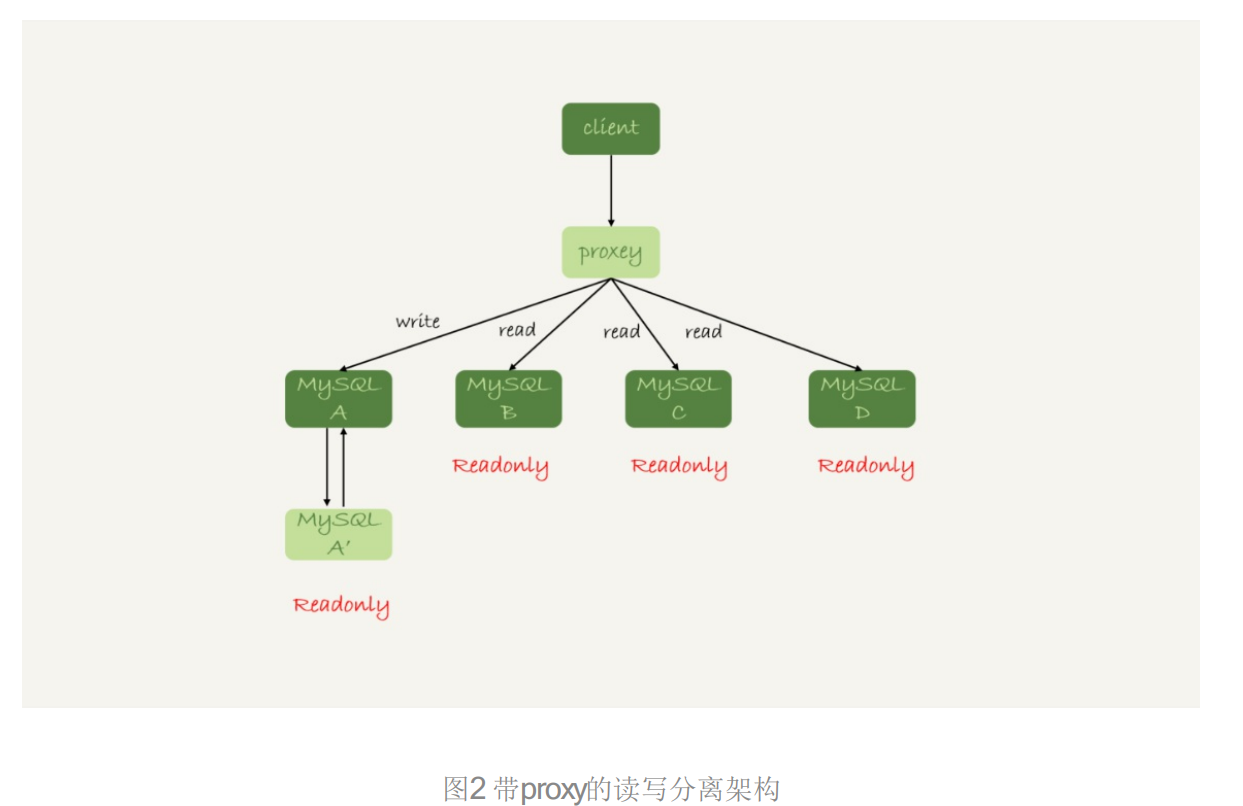 client
proxey
write
read
read
read
MySQL
A
MySQL
B
MySQL
C
MySQL
D
Readonly
Readonly
Readonly
MySQL
A'
Readonly
图2 带proxy的读写分离架构